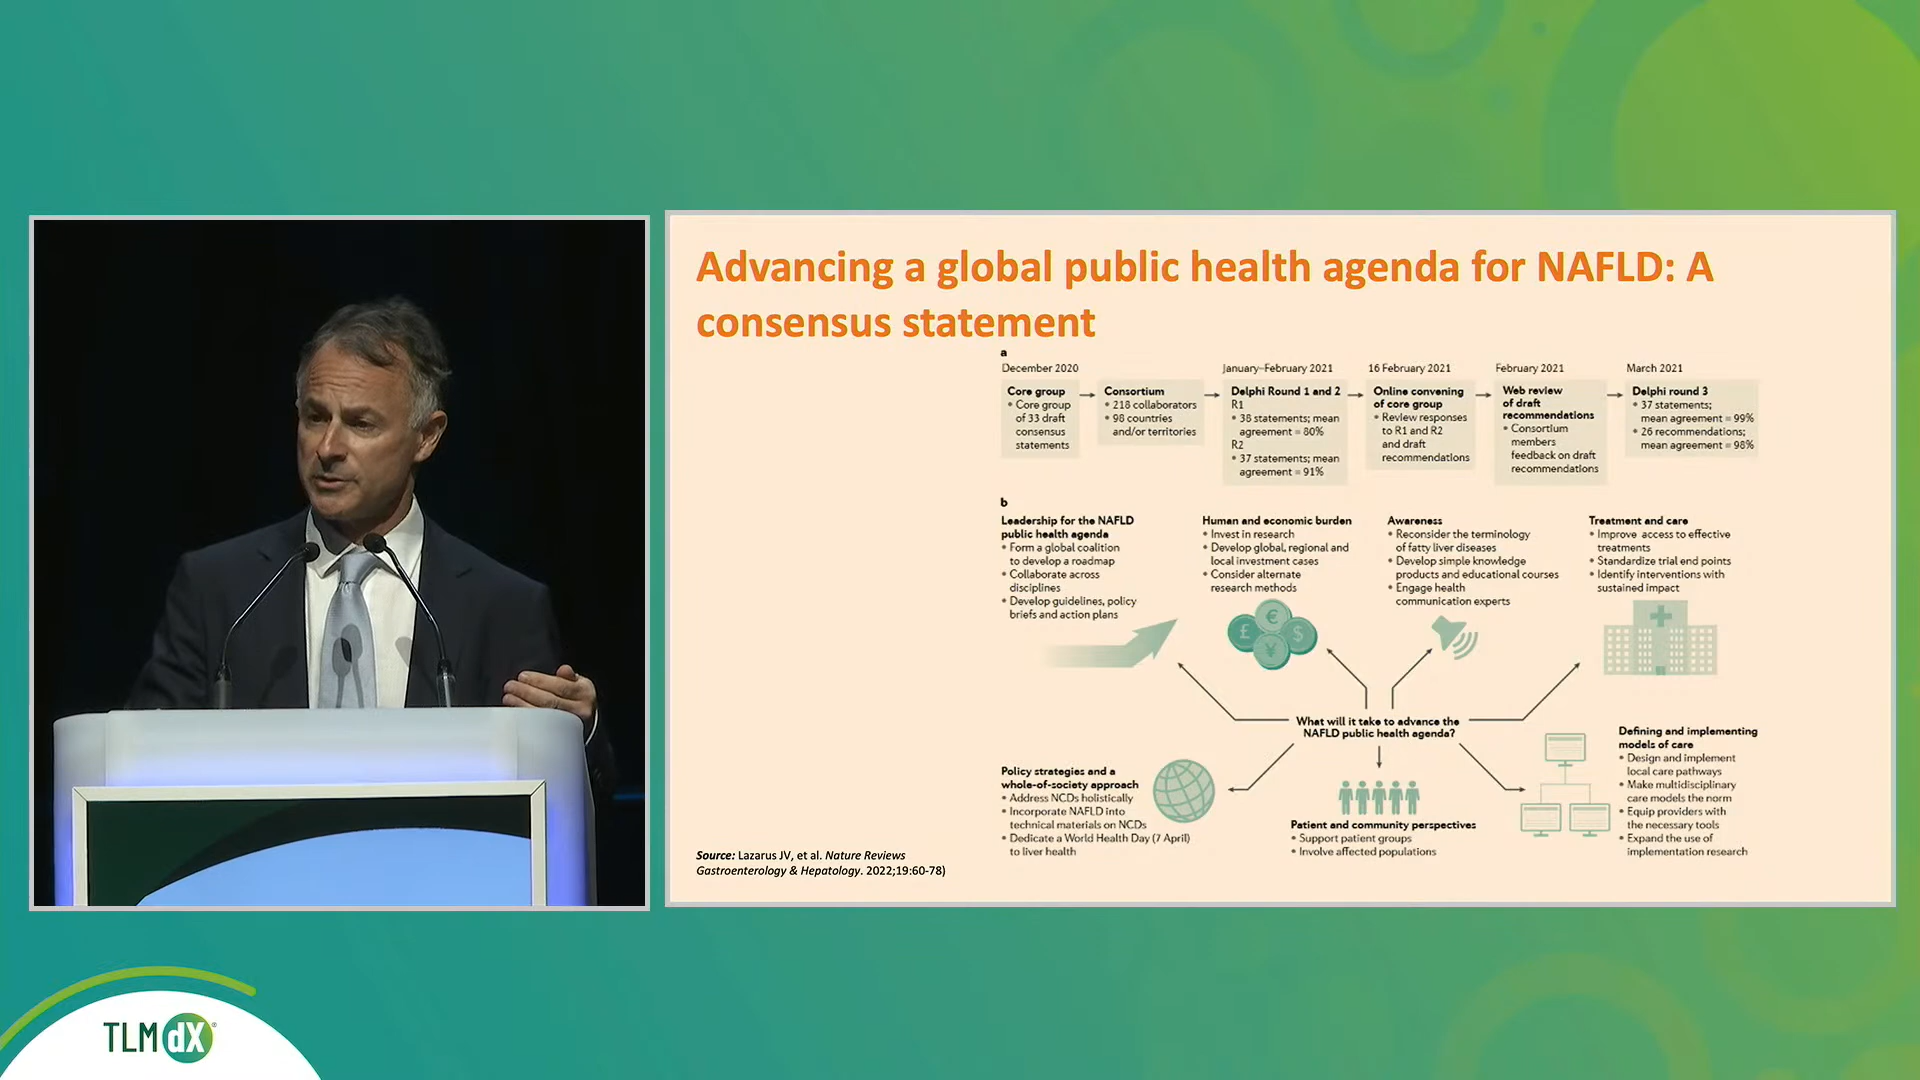 Advancing a global public health agenda for NAFLD: A
consensus statement
a
December 2020
Core group
• Core group
of 33 draft
consensus
statements
Consortium
• 218 collaborators
• 98 countries
and/or territories
January–February 2021
Delphi Round 1 and 2
R1
• 38 statements; mean
agreement = 80%
R2
• 37 statements; mean
agreement = 91%
16 February 2021
Online convening
of core group
• Review responses
to R1 and R2
and draft
recommendations
February 2021
Web review
of draft
recommendations
• Consortium
members
feedback on draft
recommendations
March 2021
Delphi round 3
• 37 statements;
mean agreement = 99%
• 26 recommendations;
mean agreement = 98%
b
Leadership for the NAFLD
public health agenda
• Form a global coalition
to develop a roadmap
• Collaborate across
disciplines
• Develop guidelines, policy
briefs and action plans
Human and economic burden
• Invest in research
• Develop global, regional and
local investment cases
• Consider alternate
research methods
£ € $ ¥
Awareness
• Reconsider the terminology
of fatty liver diseases
• Develop simple knowledge
products and educational courses
• Engage health
communication experts
Treatment and care
• Improve access to effective
treatments
• Standardize trial end points
• Identify interventions with
sustained impact
What will it take to advance the
NAFLD public health agenda?
Policy strategies and a
whole-of-society approach
• Address NCDs holistically
• Incorporate NAFLD into
technical materials on NCDs
• Dedicate a World Health Day (7 April)
to liver health
Patient and community perspectives
• Support patient groups
• Involve affected populations
Defining and implementing
models of care
• Design and implement
local care pathways
• Make multidisciplinary
care models the norm
• Equip providers with
the necessary tools
• Expand the use of
implementation research
Source: Lazarus JV, et al. Nature Reviews
Gastroenterology & Hepatology. 2022;19:60-78)
TLM dX®